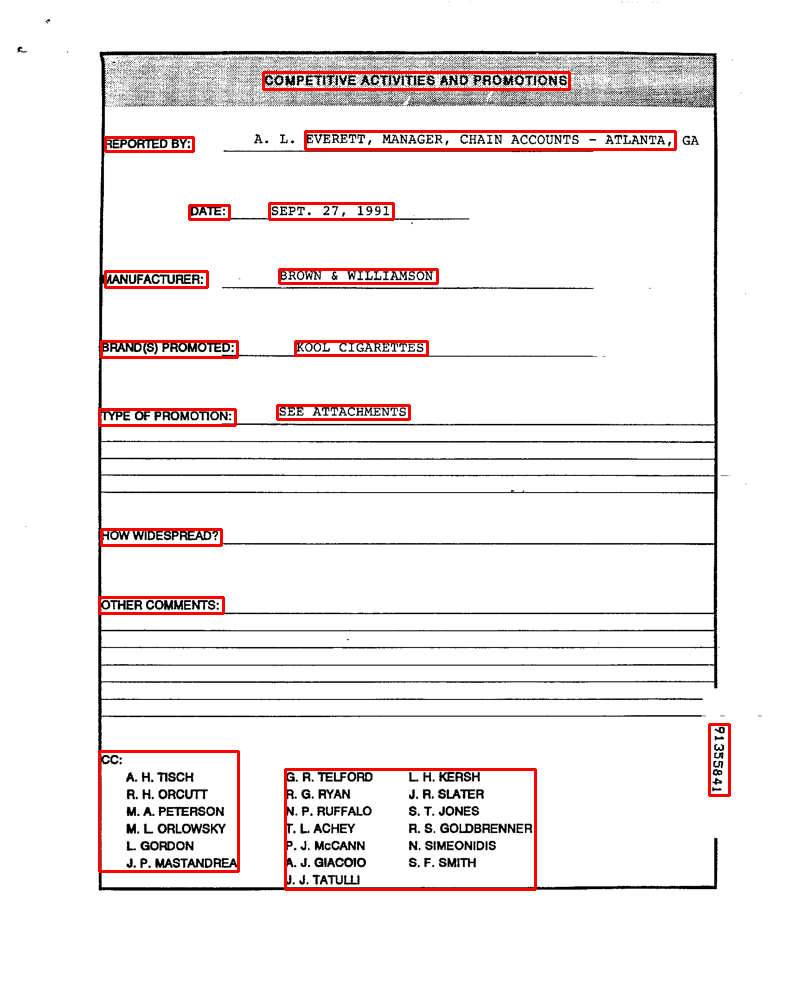 COMPETITIVE ACTIVITIES AND PROMOTIONS
REPORTED BY: A. L. EVERETT, MANAGER, CHAIN ACCOUNTS - ATLANTA, GA
DATE: SEPT. 27, 1991
MANUFACTURER: BROWN & WILLIAMSON
BRAND(S) PROMOTED: KOOL CIGARETTES
TYPE OF PROMOTION: SEE ATTACHMENTS
HOW WIDESPREAD?
OTHER COMMENTS:
91355841
CC:
A. H. TISCH G. R. TELFORD L. H. KERSH
R. H. ORCUTT R. G. RYAN J. R. SLATER
M. A. PETERSON N. P. RUFFALO S. T. JONES
M. L. ORLOWSKY T. L. ACHEY R. S. GOLDBRENNER
L. GORDON P. J. McCANN N. SIMEONIDIS
J. P. MASTANDREA A. J. GIACOIO S. F. SMITH
J. J. TATULLI